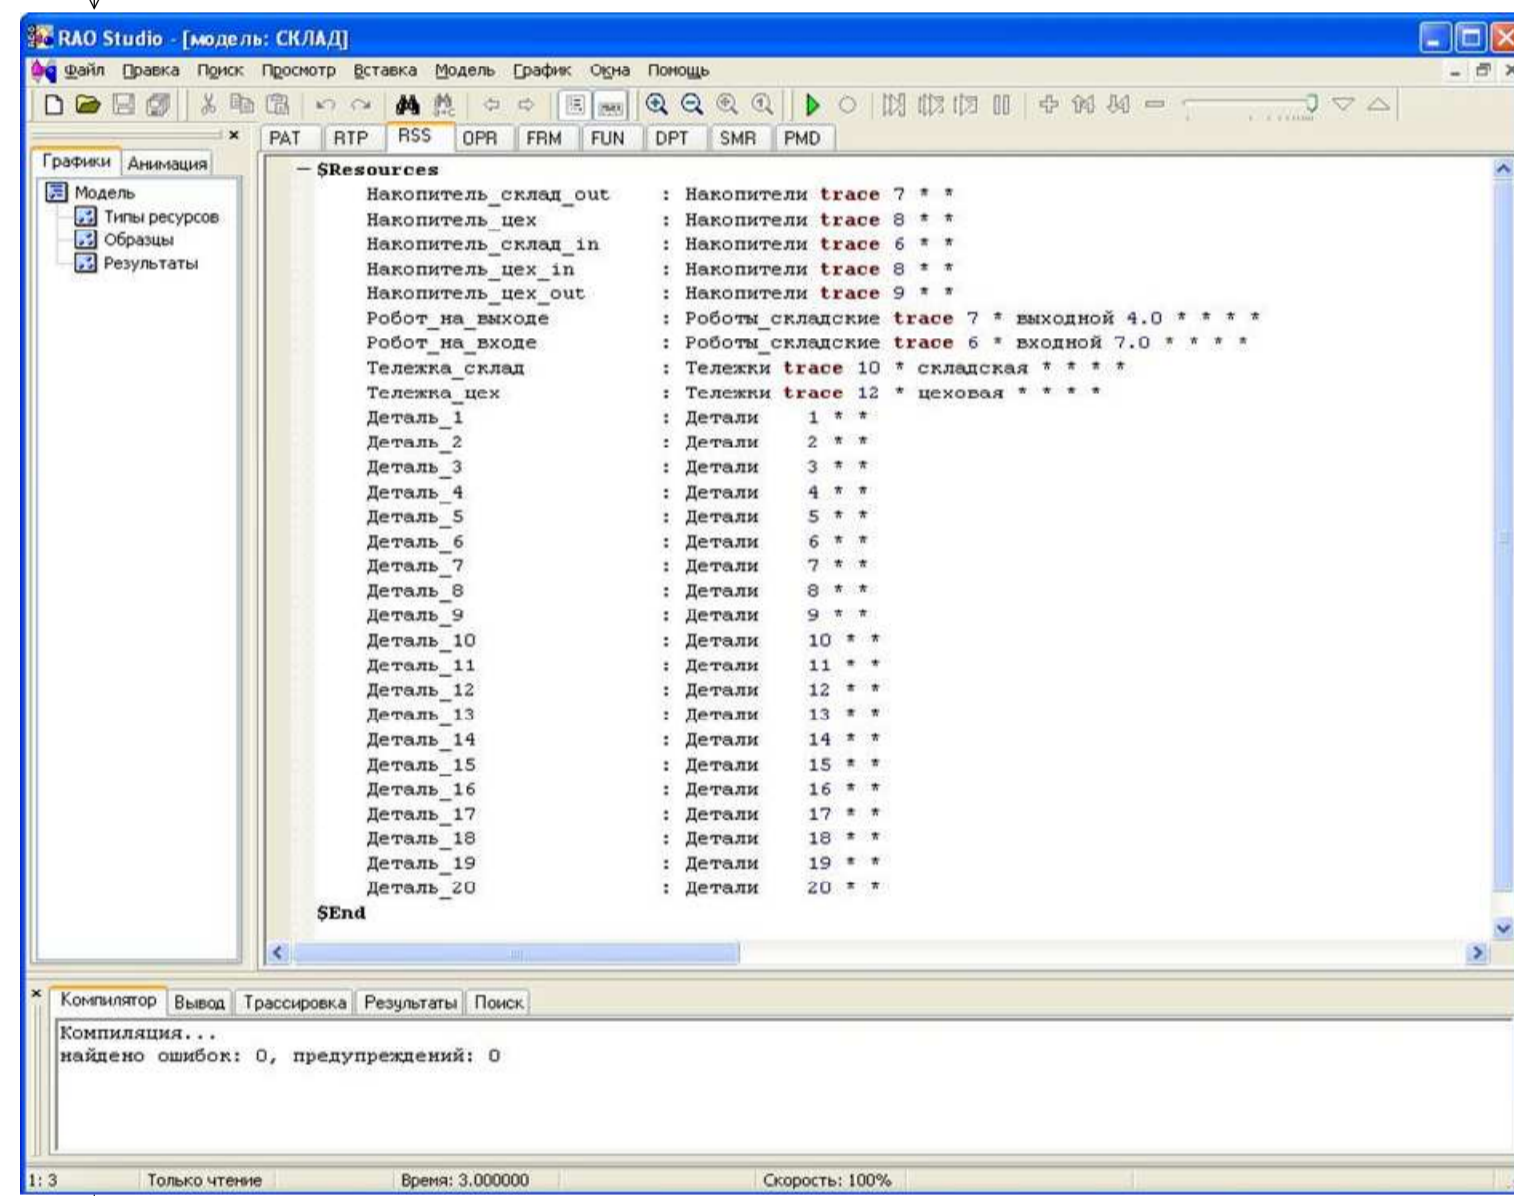 RAO Studio - [модель: СКЛАД]
Файл Правка Поиск Просмотр Вставка Модель График Окна Помощь
PAT RTP RSS OPR FRM FUN DPT SMR PMD
Графики Анимация
Модель
Типы ресурсов
Образцы
Результаты
$Resources
Накопитель_склад_out : Накопители trace 7 * *
Накопитель_цех : Накопители trace 8 * *
Накопитель_склад_in : Накопители trace 6 * *
Накопитель_цех_in : Накопители trace 8 * *
Накопитель_цех_out : Накопители trace 9 * *
Робот_на_выходе : Роботы_складские trace 7 * выходной 4.0 * * * *
Робот_на_входе : Роботы_складские trace 6 * входной 7.0 * * * *
Тележка_склад : Тележки trace 10 * складская * * * *
Тележка_цех : Тележки trace 12 * цеховая * * * *
Деталь_1 : Детали 1 * *
Деталь_2 : Детали 2 * *
Деталь_3 : Детали 3 * *
Деталь_4 : Детали 4 * *
Деталь_5 : Детали 5 * *
Деталь_6 : Детали 6 * *
Деталь_7 : Детали 7 * *
Деталь_8 : Детали 8 * *
Деталь_9 : Детали 9 * *
Деталь_10 : Детали 10 * *
Деталь_11 : Детали 11 * *
Деталь_12 : Детали 12 * *
Деталь_13 : Детали 13 * *
Деталь_14 : Детали 14 * *
Деталь_15 : Детали 15 * *
Деталь_16 : Детали 16 * *
Деталь_17 : Детали 17 * *
Деталь_18 : Детали 18 * *
Деталь_19 : Детали 19 * *
Деталь_20 : Детали 20 * *
$End
Компилятор Вывод Трассировка Результаты Поиск
Компиляция...
найдено ошибок: 0, предупреждений: 0
1: 3 Только чтение Время: 3.000000 Скорость: 100%